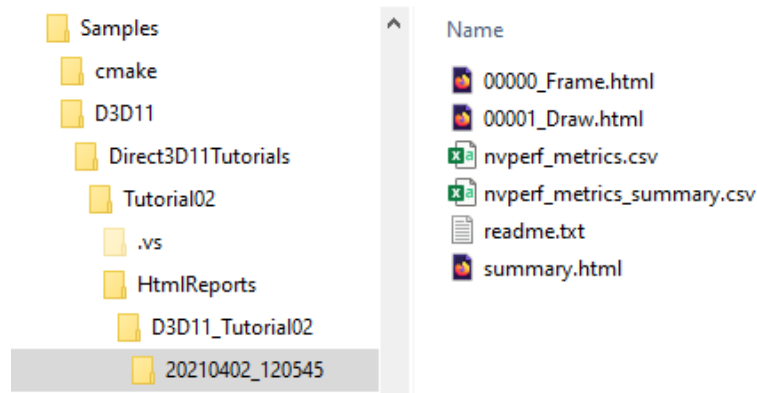 Samples
cmake
D3D11
Direct3D11Tutorials
Tutorial02
.vs
HtmlReports
D3D11_Tutorial02
20210402_120545
Name
00000_Frame.html
00001_Draw.html
nvperf_metrics.csv
nvperf_metrics_summary.csv
readme.txt
summary.html